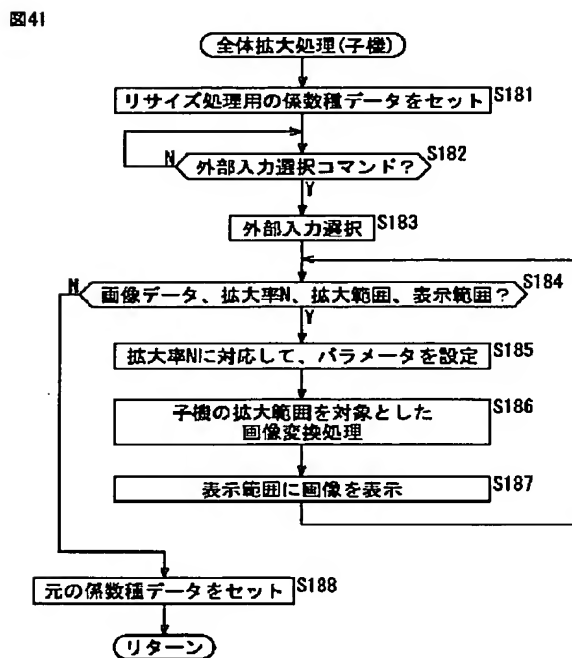 図41
全体拡大処理(子機)
リサイズ処理用の係数種データをセット
S181
N
外部入力選択コマンド?
S182
Y
外部入力選択
S183
N
画像データ、拡大率N、拡大範囲、表示範囲?
S184
Y
拡大率Nに対応して、パラメータを設定
S185
子機の拡大範囲を対象とした
画像変換処理
S186
表示範囲に画像を表示
S187
元の係数種データをセット
S188
リターン